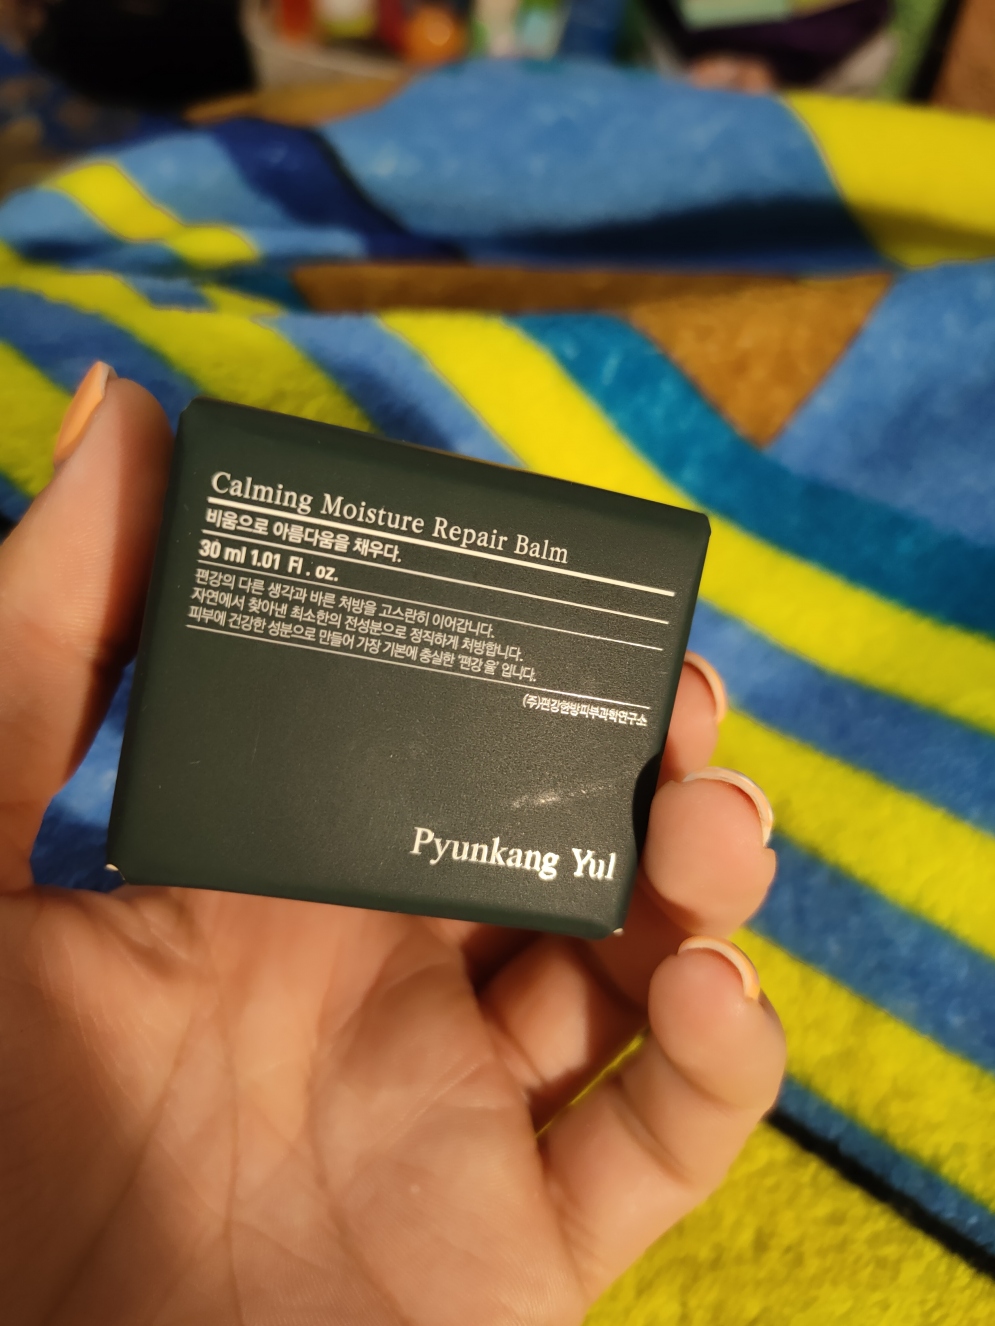 Calming Moisture Repair Balm
비움으로 아름다움을 채우다.
30 ml 1.01 Fl . oz.
편강의 다른 생각과 바른 처방을 고스란히 이어갑니다.
자연에서 찾아낸 최소한의 전성분으로 정직하게 처방합니다.
피부에 건강한 성분으로 만들어 가장 기본에 충실한 '편강 율' 입니다.
(주)편강한방피부과학연구소
Pyunkang Yul